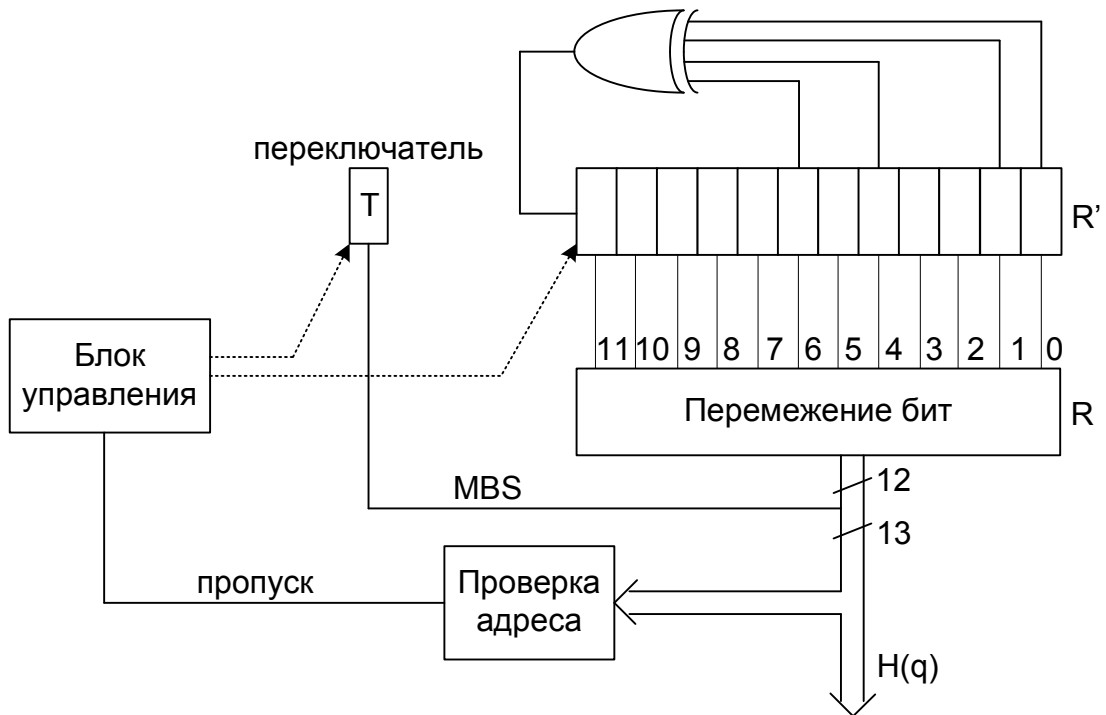 переключатель
T
R’
11 10 9 8 7 6 5 4 3 2 1 0
Блок
управления
Перемежение бит
R
12
MBS
13
пропуск
Проверка
адреса
H(q)